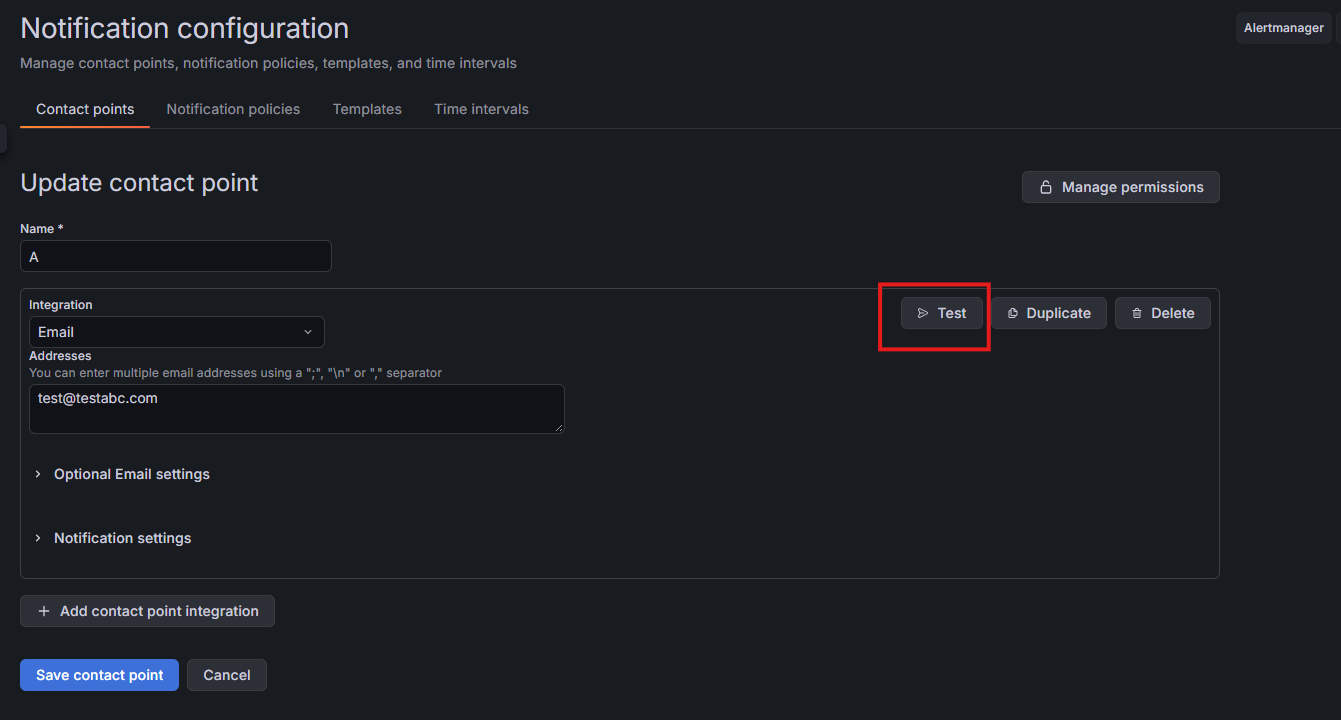 Notification configuration
Alertmanager
Manage contact points, notification policies, templates, and time intervals
Contact points
Notification policies
Templates
Time intervals
Update contact point
Manage permissions
Name *
A
Integration
Test
Duplicate
Delete
Email
Addresses
You can enter multiple email addresses using a ";", "\n" or "," separator
test@testabc.com
Optional Email settings
Notification settings
Add contact point integration
Save contact point
Cancel